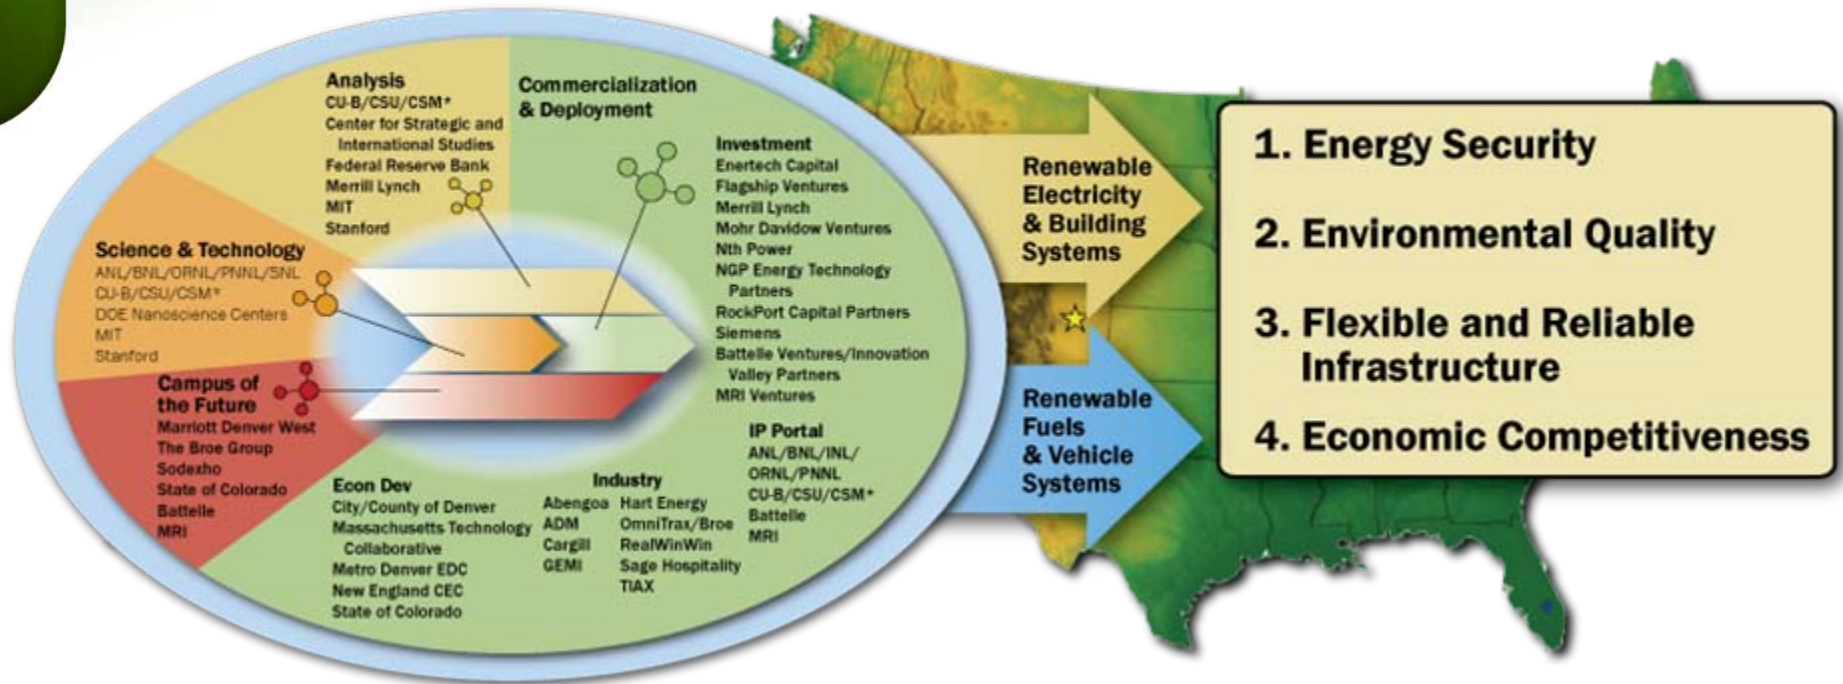 Analysis
CU-B/CSU/CSM*
Center for Strategic and
International Studies
Federal Reserve Bank
Merrill Lynch
MIT
Stanford
Commercialization
& Deployment
Investment
Enertech Capital
Flagship Ventures
Merrill Lynch
Mohr Davidow Ventures
Nth Power
NGP Energy Technology
Partners
RockPort Capital Partners
Siemens
Battelle Ventures/Innovation
Valley Partners
MRI Ventures
IP Portal
ANL/BNL/INL/
ORNL/PNNL
CU-B/CSU/CSM*
Battelle
MRI
Industry
Abengoa
ADM
Cargill
GEMI
Hart Energy
OmniTrax/Broe
RealWinWin
Sage Hospitality
TIAX
Econ Dev
City/County of Denver
Massachusetts Technology
Collaborative
Metro Denver EDC
New England CEC
State of Colorado
Campus of
the Future
Marriott Denver West
The Broe Group
Sodexho
State of Colorado
Battelle
MRI
Science & Technology
ANL/BNL/ORNL/PNNL/SNL
CU-B/CSU/CSM*
DOE Nanoscience Centers
MIT
Stanford
Renewable
Electricity
& Building
Systems
Renewable
Fuels
& Vehicle
Systems
1. Energy Security
2. Environmental Quality
3. Flexible and Reliable
Infrastructure
4. Economic Competitiveness